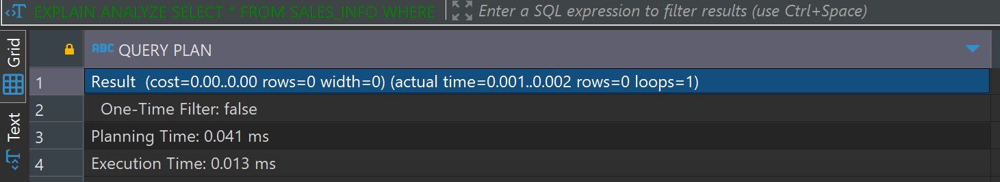 EXPLAIN ANALYZE SELECT * FROM SALES_INFO WHERE Enter a SQL expression to filter results (use Ctrl+Space)
Grid
Text
ABC QUERY PLAN
1 Result (cost=0.00..0.00 rows=0 width=0) (actual time=0.001..0.002 rows=0 loops=1)
2 One-Time Filter: false
3 Planning Time: 0.041 ms
4 Execution Time: 0.013 ms